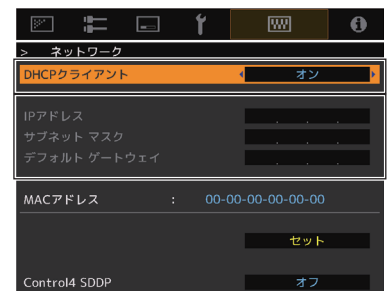 > ネットワーク
DHCPクライアント オン
IPアドレス . . .
サブネット マスク . . .
デフォルト ゲートウェイ . . .
MACアドレス : 00-00-00-00-00-00
セット
Control4 SDDP オフ